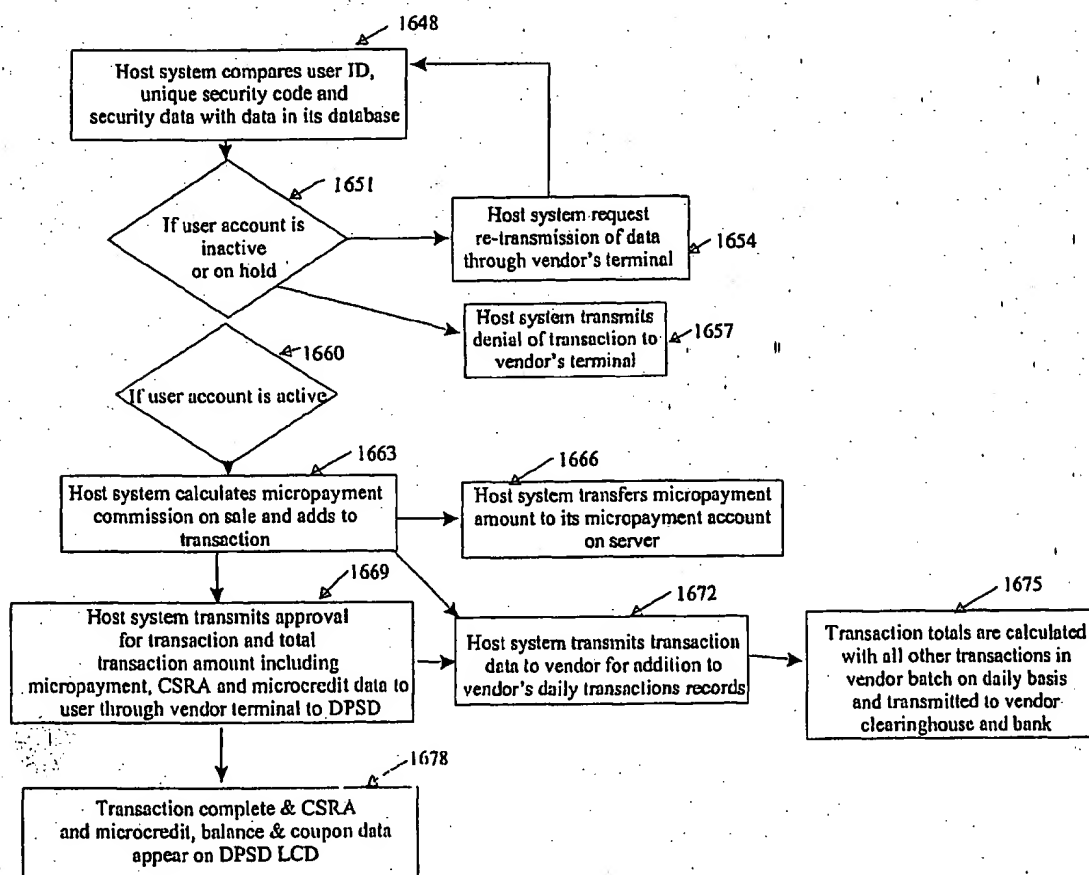 1648
Host system compares user ID,
unique security code and
security data with data in its database
1651
If user account is
inactive
or on hold
Host system request
re-transmission of data
through vendor's terminal
1654
Host system transmits
denial of transaction to
vendor's terminal
1657
1660
If user account is active
1663
Host system calculates micropayment
commission on sale and adds to
transaction
1666
Host system transfers micropayment
amount to its micropayment account
on server
1669
Host system transmits approval
for transaction and total
transaction amount including
micropayment, CSRA and microcredit data to
user through vendor terminal to DPSD
1672
Host system transmits transaction
data to vendor for addition to
vendor's daily transactions records
1675
Transaction totals are calculated
with all other transactions in
vendor batch on daily basis
and transmitted to vendor
clearinghouse and bank
1678
Transaction complete & CSRA
and microcredit, balance & coupon data
appear on DPSD LCD